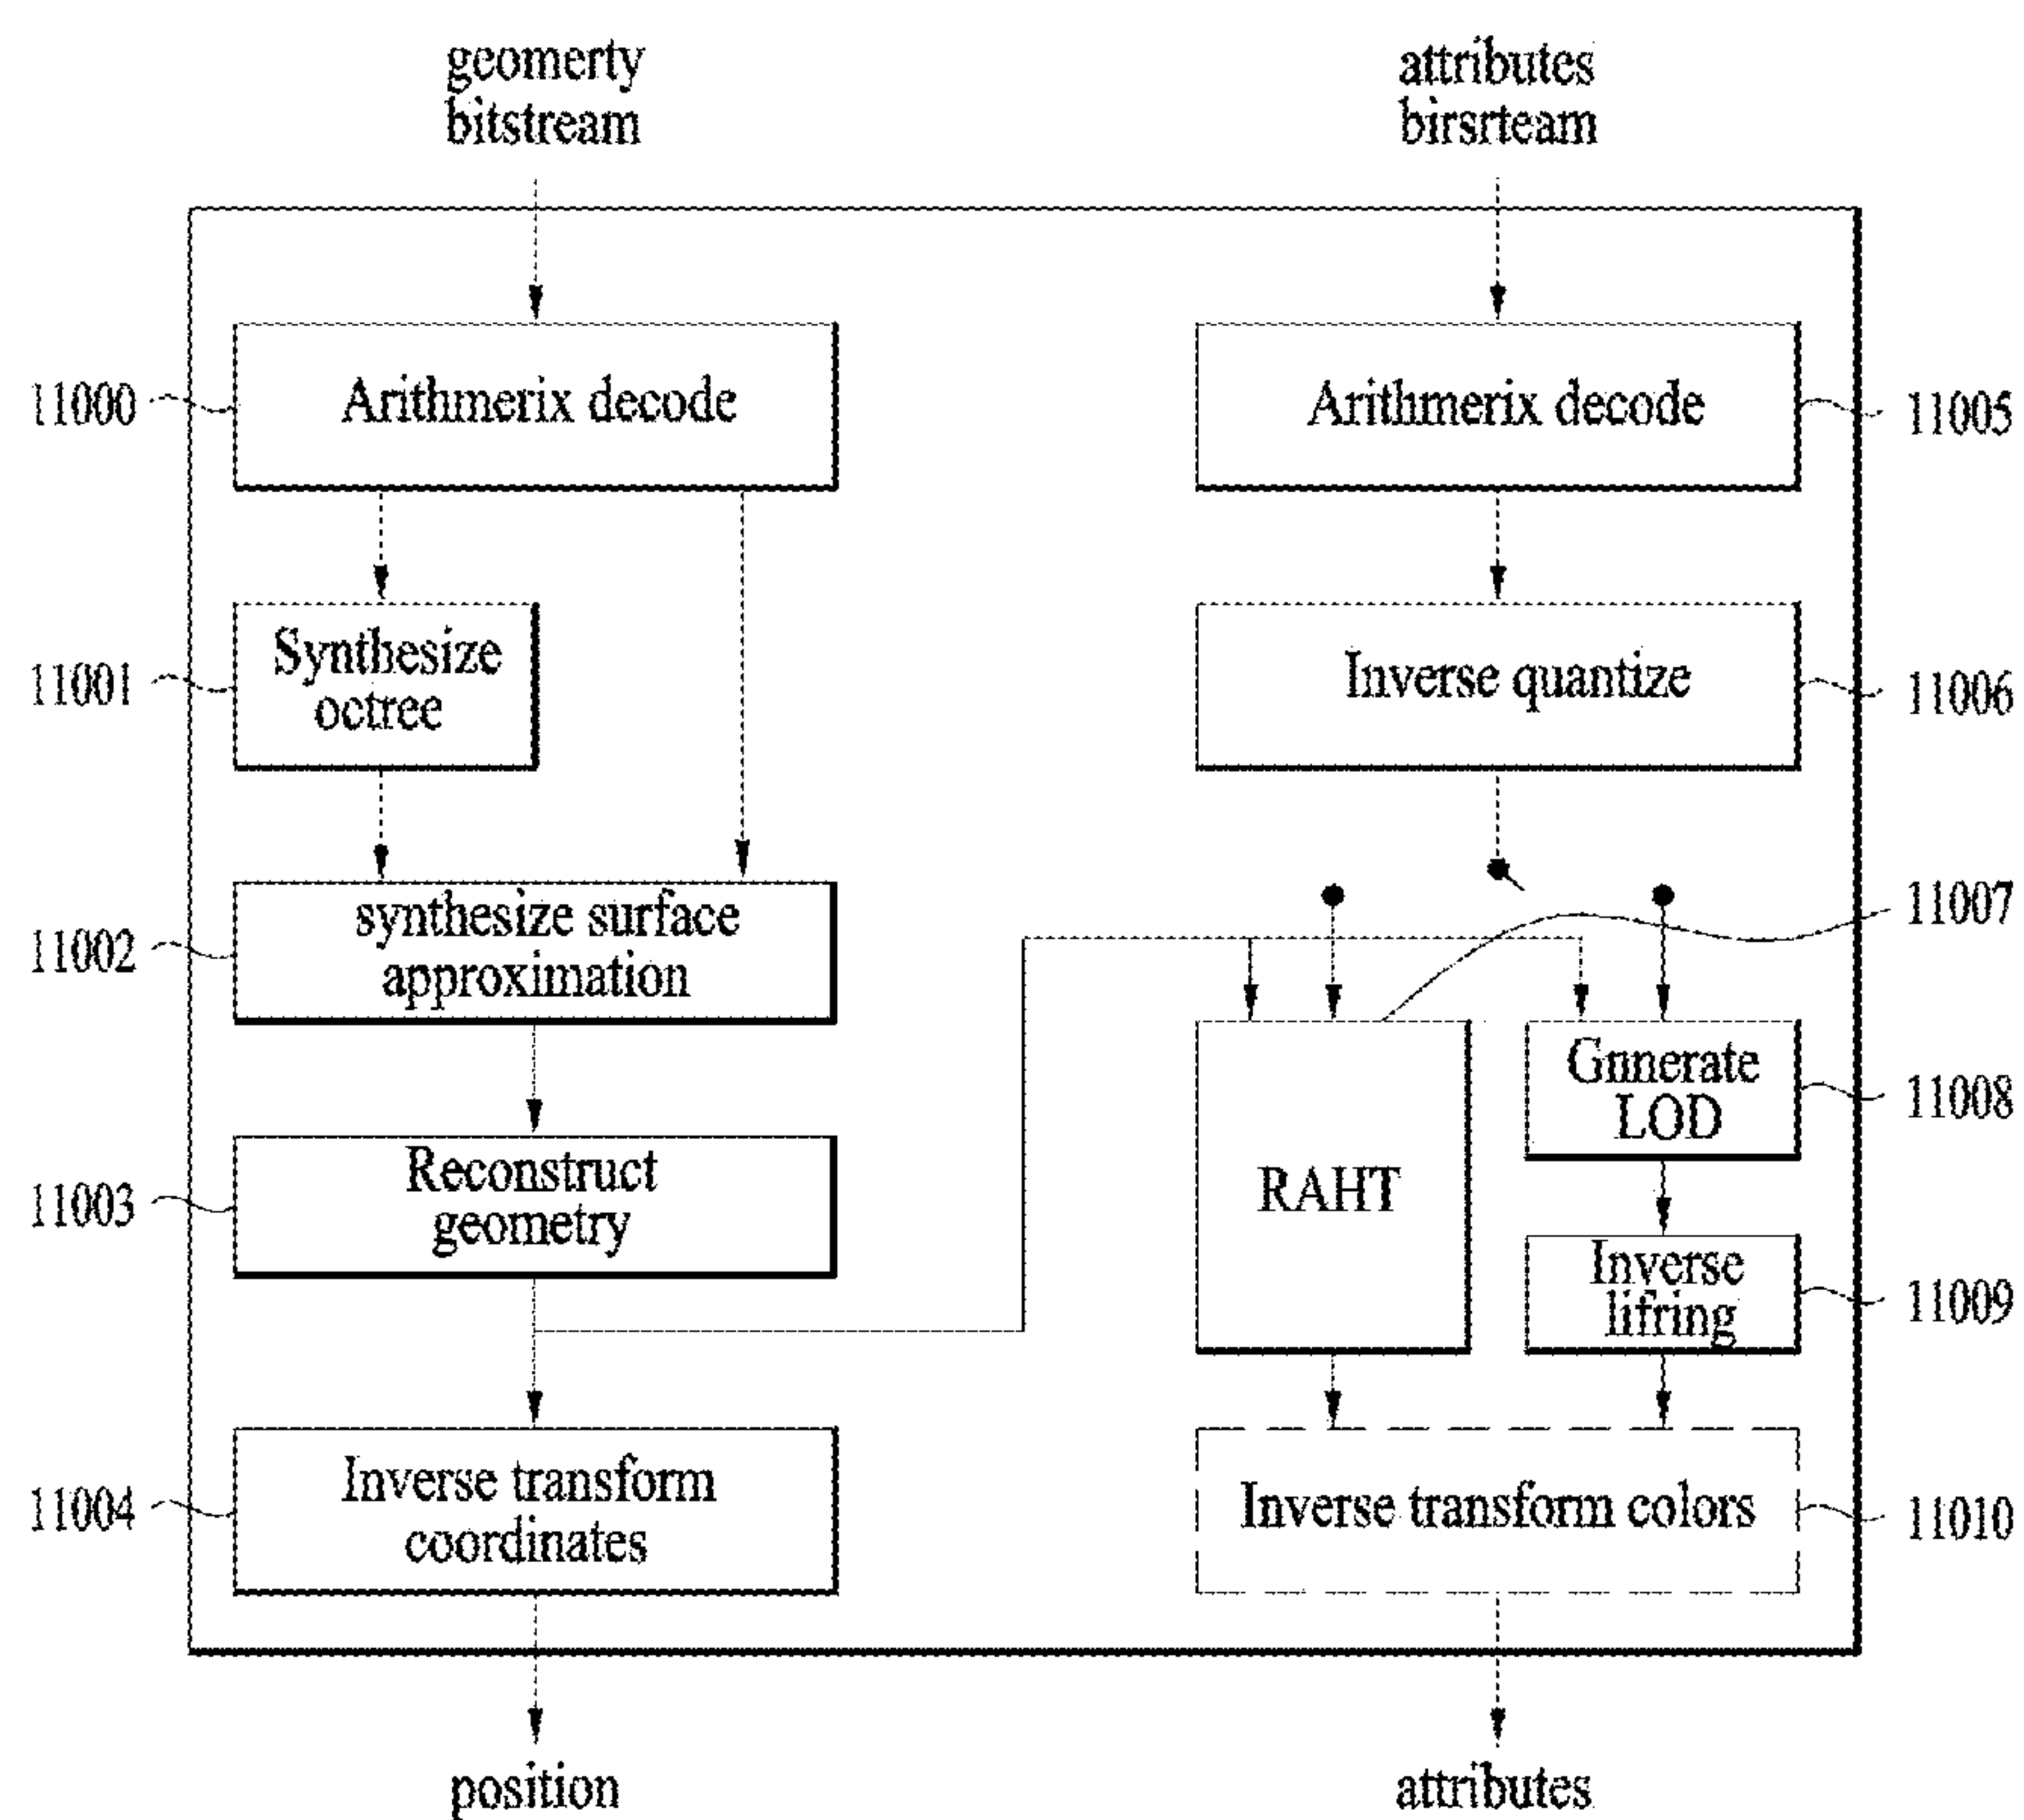 geomerty
bitstream
attributes
birsrteam
11000
Arithmerix decode
Arithmerix decode
11005
11001
Synthesize
octree
Inverse quantize
11006
11002
synthesize surface
approximation
11007
11003
Reconstruct
geometry
RAHT
Gnnerate
LOD
11008
Inverse
lifring
11009
11004
Inverse transform
coordinates
Inverse transform colors
11010
position
attributes